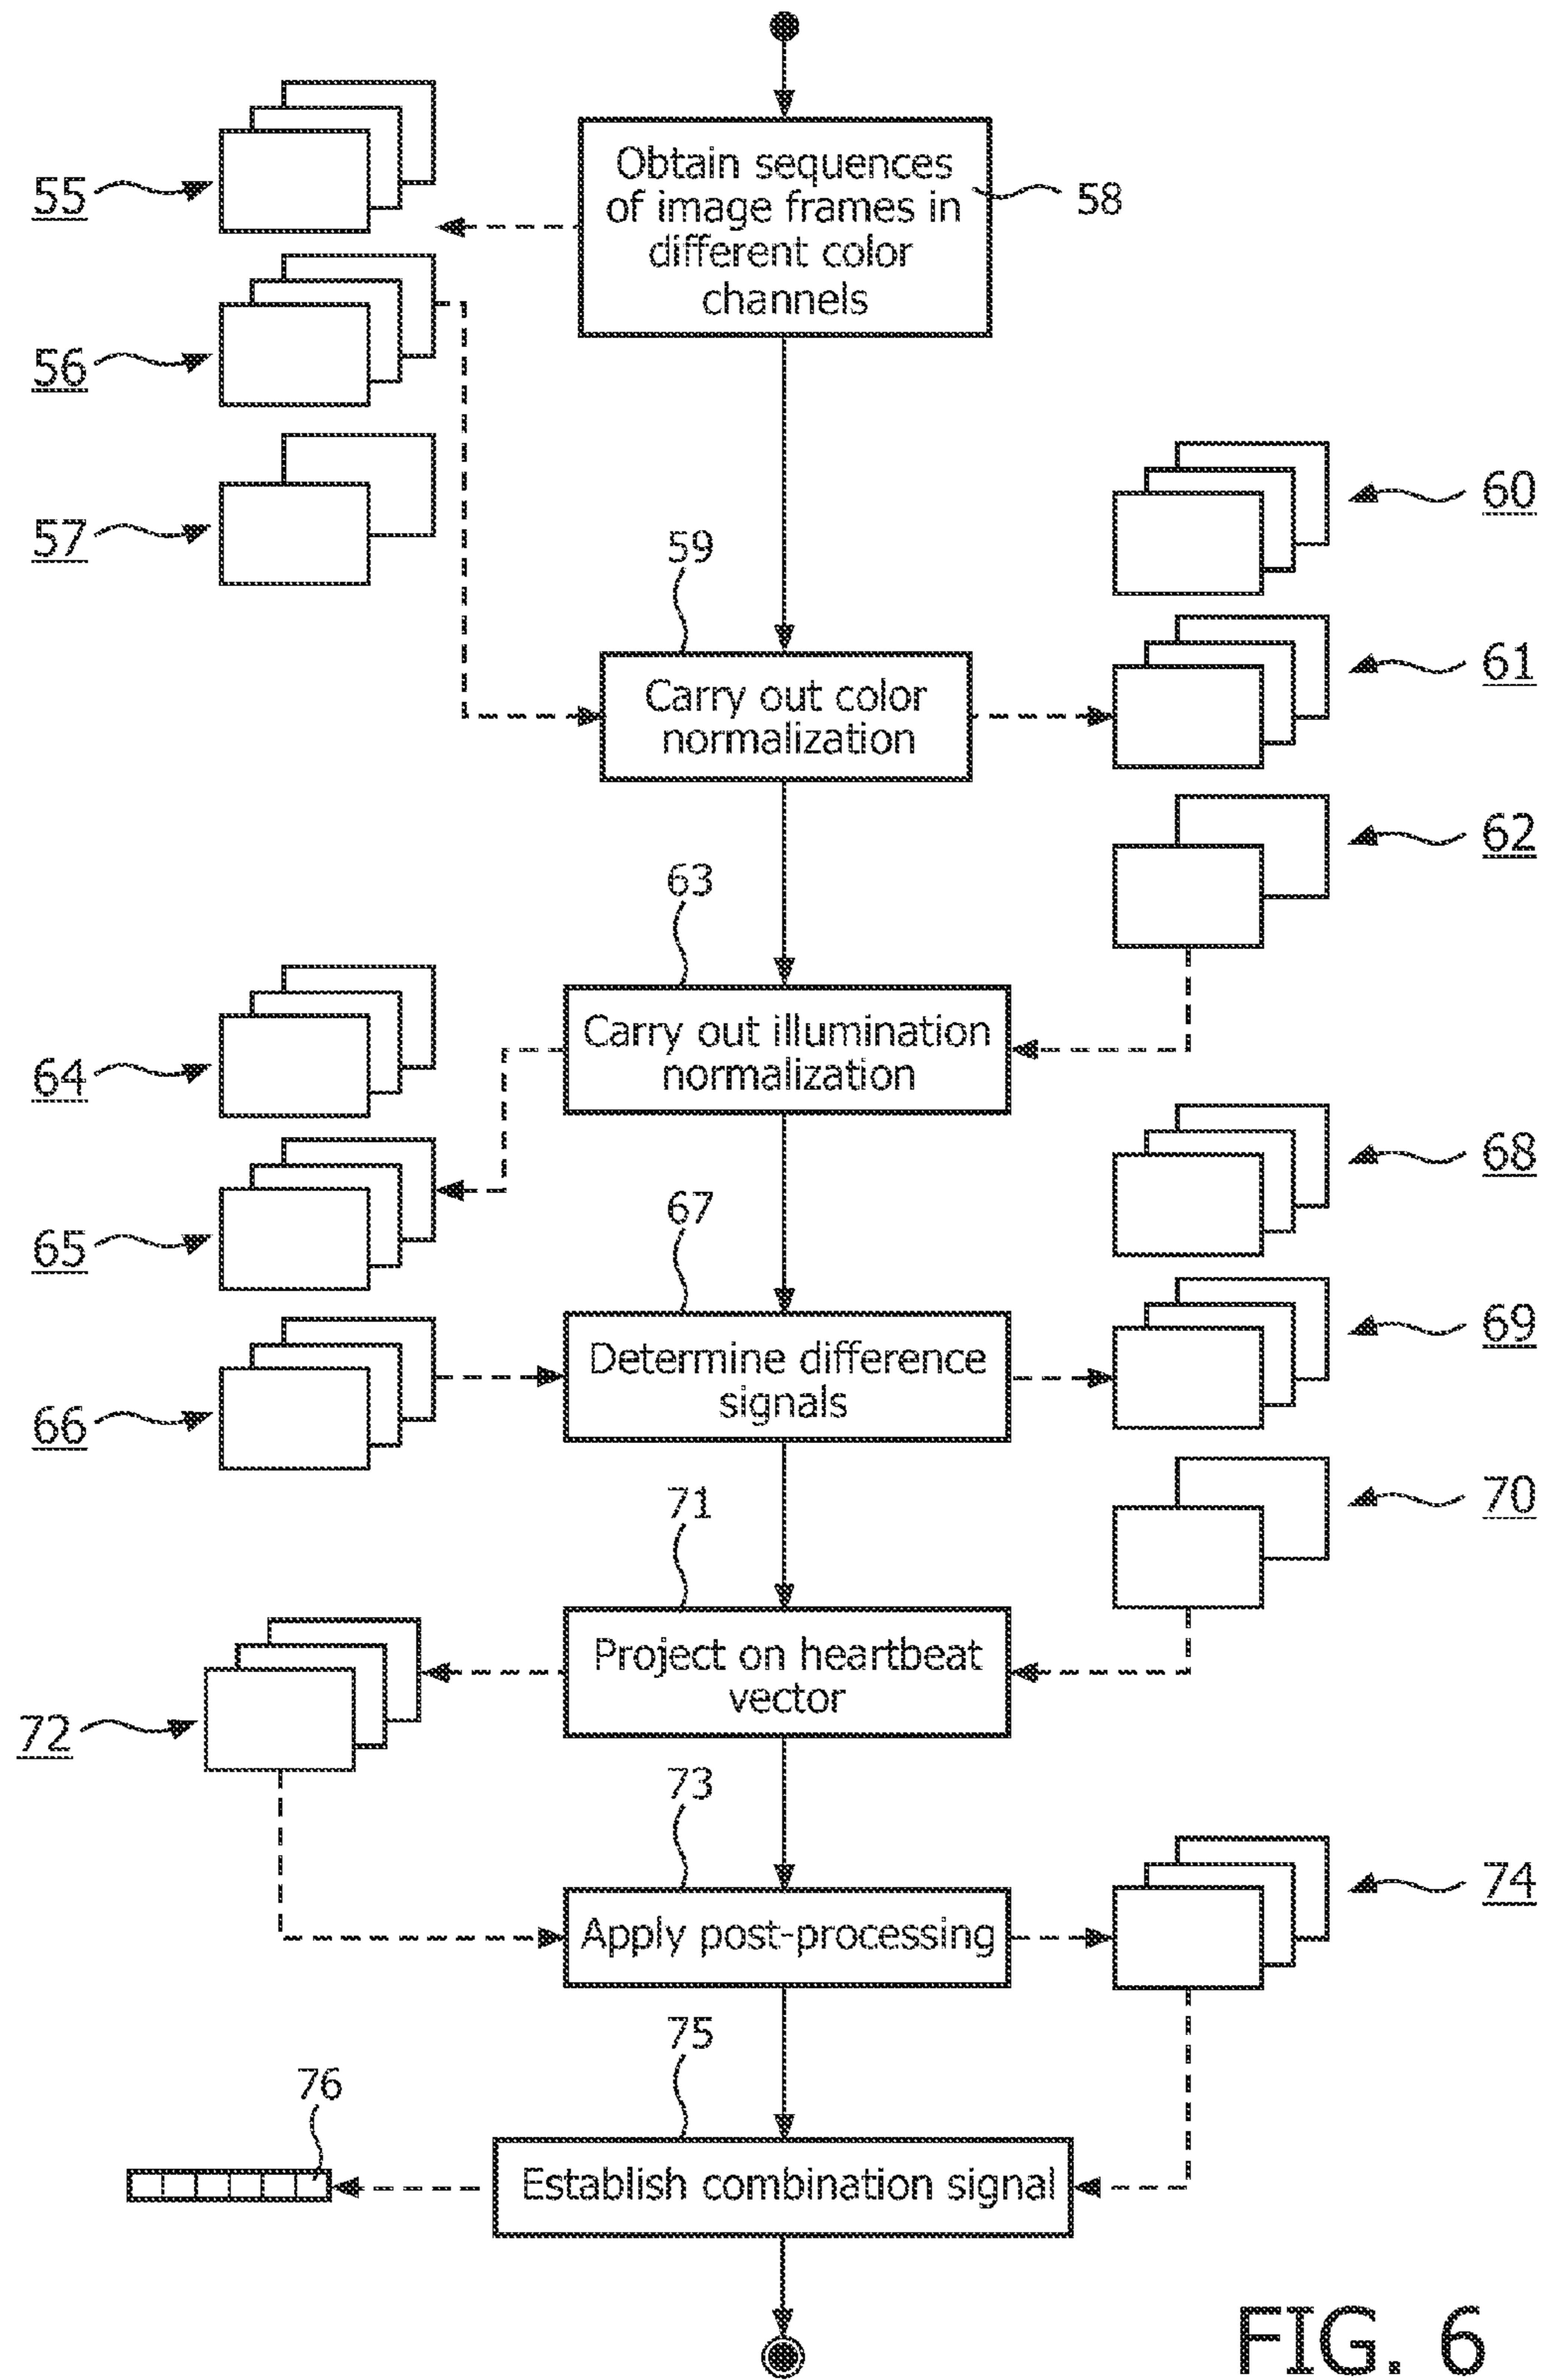 55
Obtain sequences
of image frames in
different color
channels
58
56
57
60
59
61
Carry out color
normalization
62
63
Carry out illumination
normalization
64
68
65
67
69
Determine difference
signals
66
71
70
Project on heartbeat
vector
72
73
74
Apply post-processing
75
76
Establish combination signal
FIG. 6